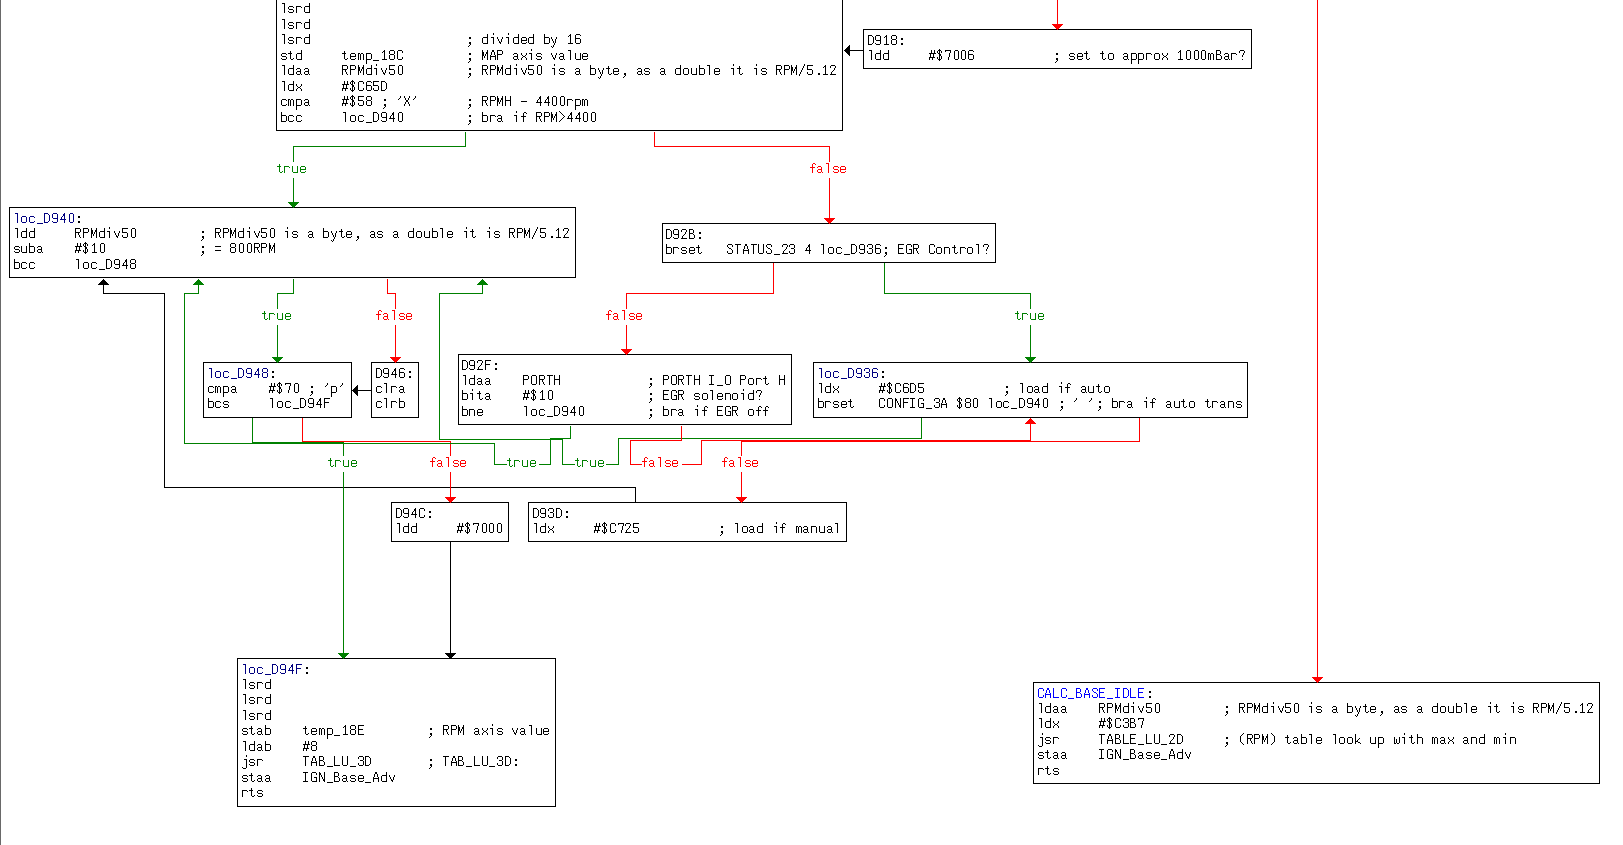 lsrd
lsrd
lsrd ; divided by 16
std temp_18C ; MAP axis value
ldaa RPMdiv50 ; RPMdiv50 is a byte, as a double it is RPM/5.12
ldx #$C65D
cmpa #$58 ; 'X' ; RPMH - 4400rpm
bcc loc_D940 ; bra if RPM>4400
D918:
ldd #$7006 ; set to approx 1000mBar?
true
false
loc_D940:
ldd RPMdiv50 ; RPMdiv50 is a byte, as a double it is RPM/5.12
suba #$10 ; = 800RPM
bcc loc_D948
D92B:
brset STATUS_23 4 loc_D936; EGR Control?
true
false
false
true
loc_D948:
cmpa #$70 ; 'p'
bcs loc_D94F
D946:
clra
clrb
D92F:
ldaa PORTH ; PORTH I_O Port H
bita #$10 ; EGR solenoid?
bne loc_D940 ; bra if EGR off
loc_D936:
ldx #$C6D5 ; load if auto
brset CONFIG_3A $80 loc_D940 ; ' '; bra if auto trans
true
false
true
true
false
false
D94C:
ldd #$7000
D93D:
ldx #$C725 ; load if manual
loc_D94F:
lsrd
lsrd
lsrd
stab temp_18E ; RPM axis value
ldab #8
jsr TAB_LU_3D ; TAB_LU_3D:
staa IGN_Base_Adv
rts
CALC_BASE_IDLE:
ldaa RPMdiv50 ; RPMdiv50 is a byte, as a double it is RPM/5.12
ldx #$C3B7
jsr TABLE_LU_2D ; (RPM) table look up with max and min
staa IGN_Base_Adv
rts